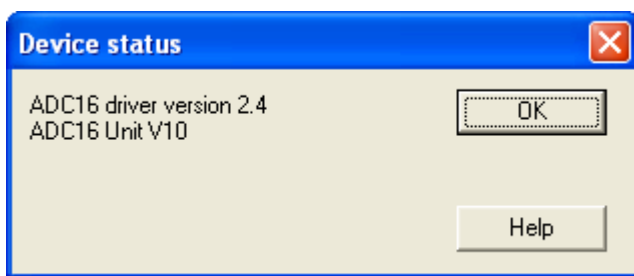 Device status
ADC16 driver version 2.4
ADC16 Unit V10
OK
Help